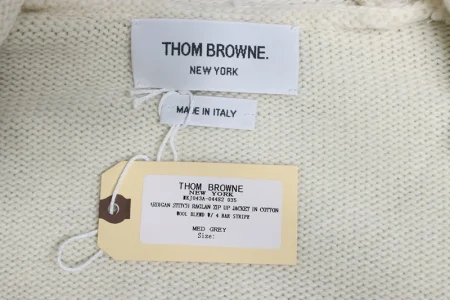 THOM BROWNE.
NEW YORK
MADE IN ITALY
THOM BROWNE
NEW YORK
MKJ043A-04482 035
ARDIGAN STITCH RAGLAN ZIP UP JACKET IN COTTON
WOOL BLEND W/ 4 BAR STRIPE
MED GREY
Size: